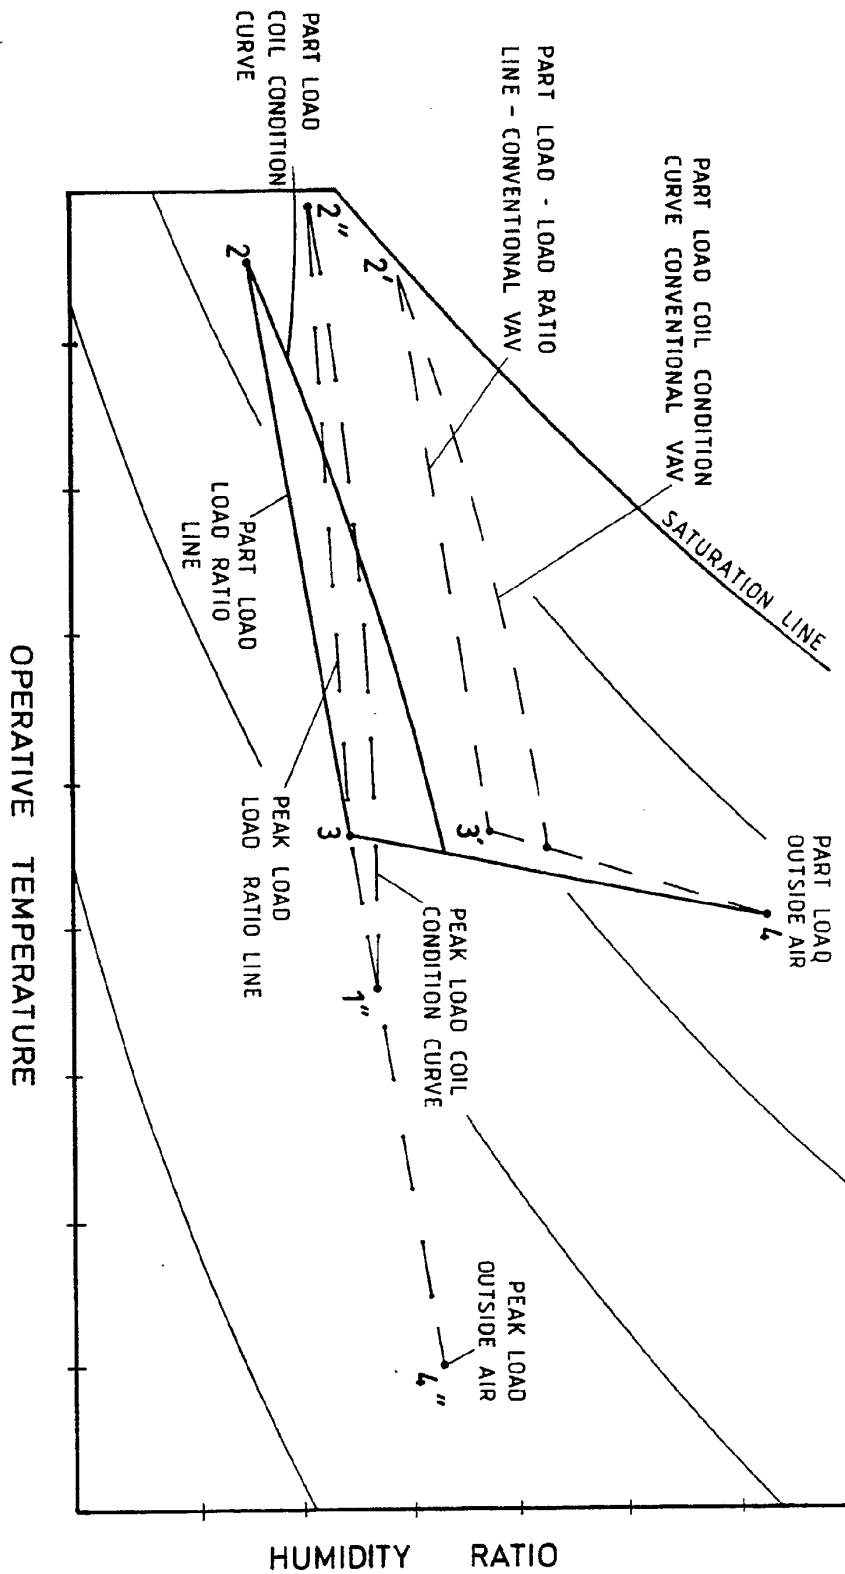 PART LOAD
COIL CONDITION
CURVE
PART LOAD - LOAD RATIO
LINE - CONVENTIONAL VAV
PART LOAD COIL CONDITION
CURVE CONVENTIONAL VAV
SATURATION LINE
2"
2'
2
PART LOAD
LOAD RATIO
LINE
PEAK LOAD
LOAD RATIO LINE
3
3'
PART LOAD
OUTSIDE AIR
4
PEAK LOAD COIL
CONDITION CURVE
1"
PEAK LOAD
OUTSIDE AIR
4"
OPERATIVE TEMPERATURE
HUMIDITY RATIO